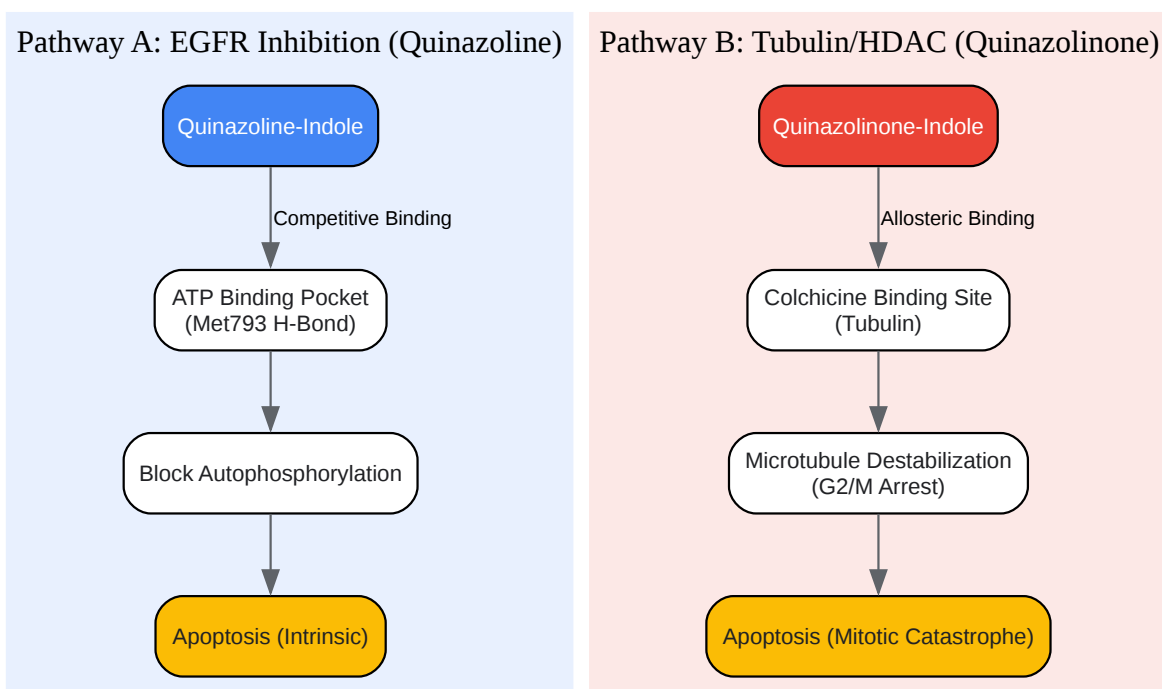 Pathway A: EGFR Inhibition (Quinazoline)
Quinazoline-Indole
Competitive Binding
ATP Binding Pocket
(Met793 H-Bond)
Block Autophosphorylation
Apoptosis (Intrinsic)
Pathway B: Tubulin/HDAC (Quinazolinone)
Quinazolinone-Indole
Allosteric Binding
Colchicine Binding Site
(Tubulin)
Microtubule Destabilization
(G2/M Arrest)
Apoptosis (Mitotic Catastrophe)